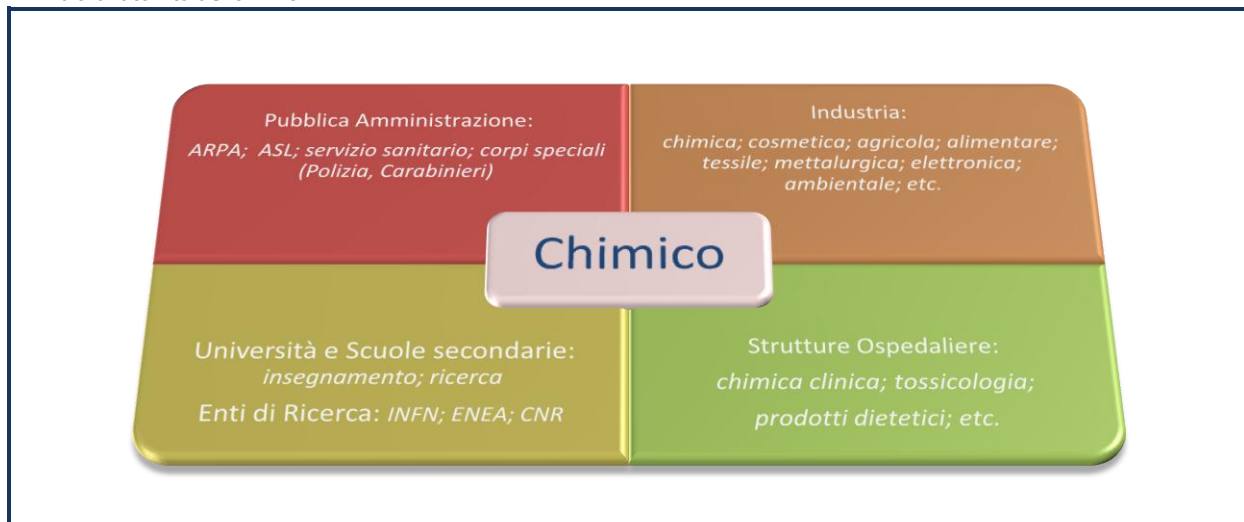 Pubblica Amministrazione:
ARPA; ASL; servizio sanitario; corpi speciali
(Polizia, Carabinieri)
Industria:
chimica; cosmetica; agricola; alimentare;
tessile; mettalurgica; elettronica;
ambientale; etc.
Chimico
Università e Scuole secondarie:
insegnamento; ricerca
Enti di Ricerca: INFN; ENEA; CNR
Strutture Ospedaliere:
chimica clinica; tossicologia;
prodotti dietetici; etc.